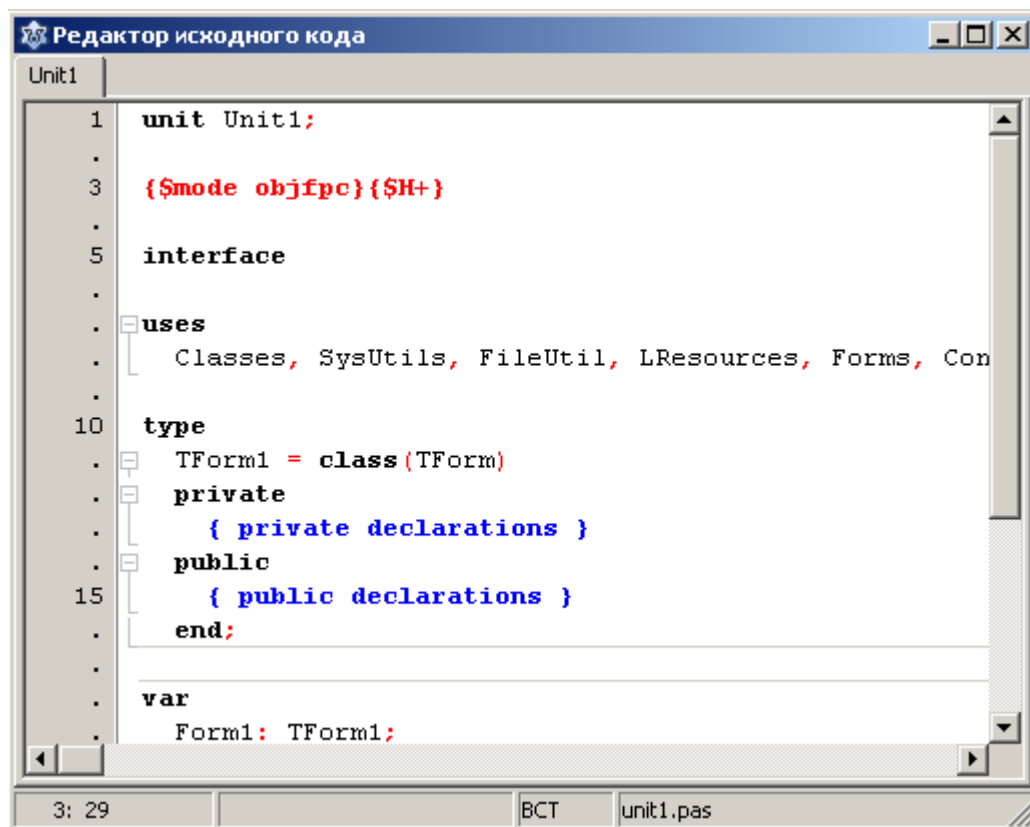 Редактор исходного кода
Unit1
1 unit Unit1;
.
3 {$mode objfpc}{$H+}
.
5 interface
.
. uses
. Classes, SysUtils, FileUtil, LResources, Forms, Con
.
10 type
. TForm1 = class(TForm)
. private
. { private declarations }
. public
15 { public declarations }
. end;
.
. var
. Form1: TForm1;
3: 29 ВСТ unit1.pas